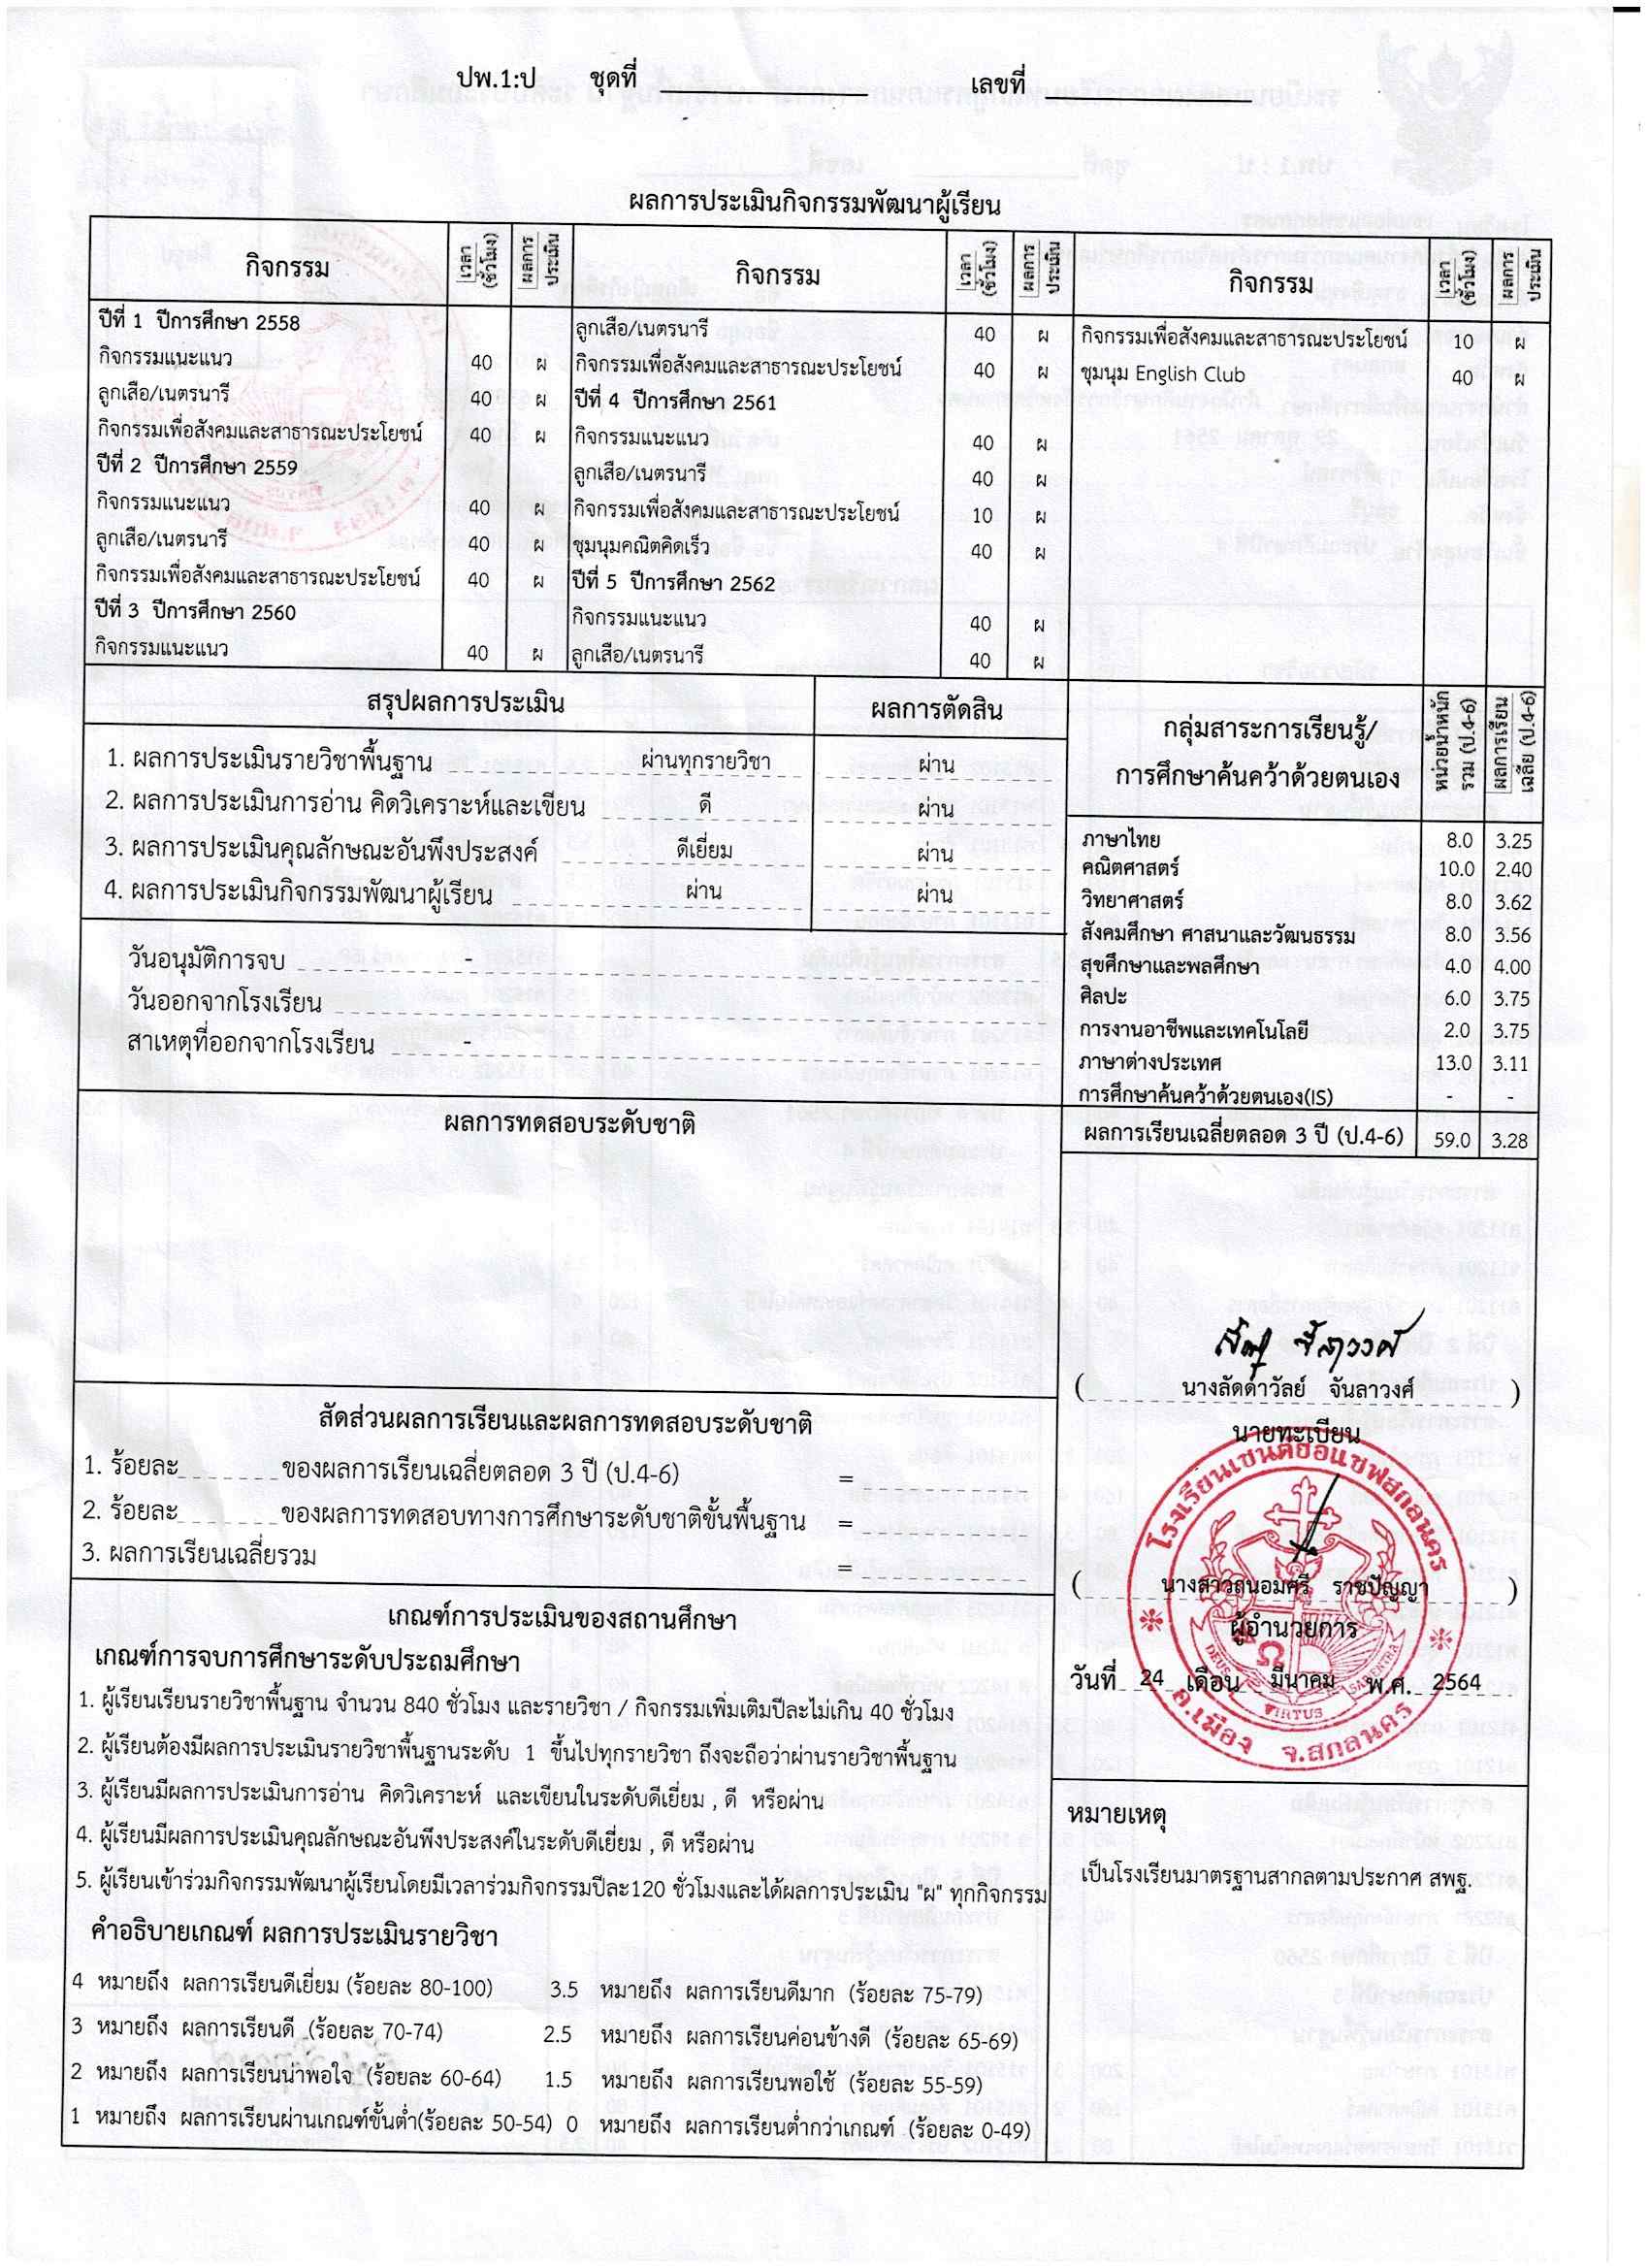 ปพ.1:ป ชุดที่ เลขที่
ผลการประเมินกิจกรรมพัฒนาผู้เรียน
กิจกรรม เวลา (ชั่วโมง) ผลการประเมิน กิจกรรม เวลา (ชั่วโมง) ผลการประเมิน กิจกรรม เวลา (ชั่วโมง) ผลการประเมิน
ปีที่ 1 ปีการศึกษา 2558
กิจกรรมแนะแนว 40 ผ
ลูกเสือ/เนตรนารี 40 ผ
กิจกรรมเพื่อสังคมและสาธารณะประโยชน์ 40 ผ
ปีที่ 2 ปีการศึกษา 2559
กิจกรรมแนะแนว 40 ผ
ลูกเสือ/เนตรนารี 40 ผ
กิจกรรมเพื่อสังคมและสาธารณะประโยชน์ 40 ผ
ปีที่ 3 ปีการศึกษา 2560
กิจกรรมแนะแนว 40 ผ
ลูกเสือ/เนตรนารี 40 ผ
กิจกรรมเพื่อสังคมและสาธารณะประโยชน์ 40 ผ
ปีที่ 4 ปีการศึกษา 2561
กิจกรรมแนะแนว 40 ผ
ลูกเสือ/เนตรนารี 40 ผ
กิจกรรมเพื่อสังคมและสาธารณะประโยชน์ 10 ผ
ชุมนุมคณิตคิดเร็ว 40 ผ
ปีที่ 5 ปีการศึกษา 2562
กิจกรรมแนะแนว 40 ผ
ลูกเสือ/เนตรนารี 40 ผ
กิจกรรมเพื่อสังคมและสาธารณะประโยชน์ 10 ผ
ชุมนุม English Club 40 ผ
สรุปผลการประเมิน ผลการตัดสิน
1. ผลการประเมินรายวิชาพื้นฐาน ผ่านทุกรายวิชา ผ่าน
2. ผลการประเมินการอ่าน คิดวิเคราะห์และเขียน ดี ผ่าน
3. ผลการประเมินคุณลักษณะอันพึงประสงค์ ดีเยี่ยม ผ่าน
4. ผลการประเมินกิจกรรมพัฒนาผู้เรียน ผ่าน ผ่าน
วันอนุมัติการจบ -
วันออกจากโรงเรียน
สาเหตุที่ออกจากโรงเรียน -
กลุ่มสาระการเรียนรู้/
การศึกษาค้นคว้าด้วยตนเอง
หน่วยน้ำหนัก รวม (ป.4-6) ผลการเรียน เฉลี่ย (ป.4-6)
ภาษาไทย 8.0 3.25
คณิตศาสตร์ 10.0 2.40
วิทยาศาสตร์ 8.0 3.62
สังคมศึกษา ศาสนาและวัฒนธรรม 8.0 3.56
สุขศึกษาและพลศึกษา 4.0 4.00
ศิลปะ 6.0 3.75
การงานอาชีพและเทคโนโลยี 2.0 3.75
ภาษาต่างประเทศ 13.0 3.11
การศึกษาค้นคว้าด้วยตนเอง(IS) - -
ผลการเรียนเฉลี่ยตลอด 3 ปี (ป.4-6) 59.0 3.28
ผลการทดสอบระดับชาติ
สัดส่วนผลการเรียนและผลการทดสอบระดับชาติ
1. ร้อยละ ของผลการเรียนเฉลี่ยตลอด 3 ปี (ป.4-6) =
2. ร้อยละ ของผลการทดสอบทางการศึกษาระดับชาติขั้นพื้นฐาน =
3. ผลการเรียนเฉลี่ยรวม =
(นางลัดดาวัลย์ จันลาวงศ์)
นายทะเบียน
โรงเรียนเซนต์ยอแซฟสกลนคร
(นางสาวถนอมศรี ราชปัญญา)
ผู้อำนวยการ
วันที่ 24 เดือน มีนาคม พ.ศ. 2564
DEUS VIRTUS
อ.เมือง จ.สกลนคร
เกณฑ์การประเมินของสถานศึกษา
เกณฑ์การจบการศึกษาระดับประถมศึกษา
1. ผู้เรียนเรียนรายวิชาพื้นฐาน จำนวน 840 ชั่วโมง และรายวิชา / กิจกรรมเพิ่มเติมปีละไม่เกิน 40 ชั่วโมง
2. ผู้เรียนต้องมีผลการประเมินรายวิชาพื้นฐานระดับ 1 ขึ้นไปทุกรายวิชา ถึงจะถือว่าผ่านรายวิชาพื้นฐาน
3. ผู้เรียนมีผลการประเมินการอ่าน คิดวิเคราะห์ และเขียนในระดับดีเยี่ยม , ดี หรือผ่าน
4. ผู้เรียนมีผลการประเมินคุณลักษณะอันพึงประสงค์ในระดับดีเยี่ยม , ดี หรือผ่าน
5. ผู้เรียนเข้าร่วมกิจกรรมพัฒนาผู้เรียนโดยมีเวลาร่วมกิจกรรมปีละ120 ชั่วโมงและได้ผลการประเมิน "ผ" ทุกกิจกรรม
คำอธิบายเกณฑ์ ผลการประเมินรายวิชา
4 หมายถึง ผลการเรียนดีเยี่ยม (ร้อยละ 80-100) 3.5 หมายถึง ผลการเรียนดีมาก (ร้อยละ 75-79)
3 หมายถึง ผลการเรียนดี (ร้อยละ 70-74) 2.5 หมายถึง ผลการเรียนค่อนข้างดี (ร้อยละ 65-69)
2 หมายถึง ผลการเรียนน่าพอใจ (ร้อยละ 60-64) 1.5 หมายถึง ผลการเรียนพอใช้ (ร้อยละ 55-59)
1 หมายถึง ผลการเรียนผ่านเกณฑ์ขั้นต่ำ(ร้อยละ 50-54) 0 หมายถึง ผลการเรียนต่ำกว่าเกณฑ์ (ร้อยละ 0-49)
หมายเหตุ
เป็นโรงเรียนมาตรฐานสากลตามประกาศ สพฐ.